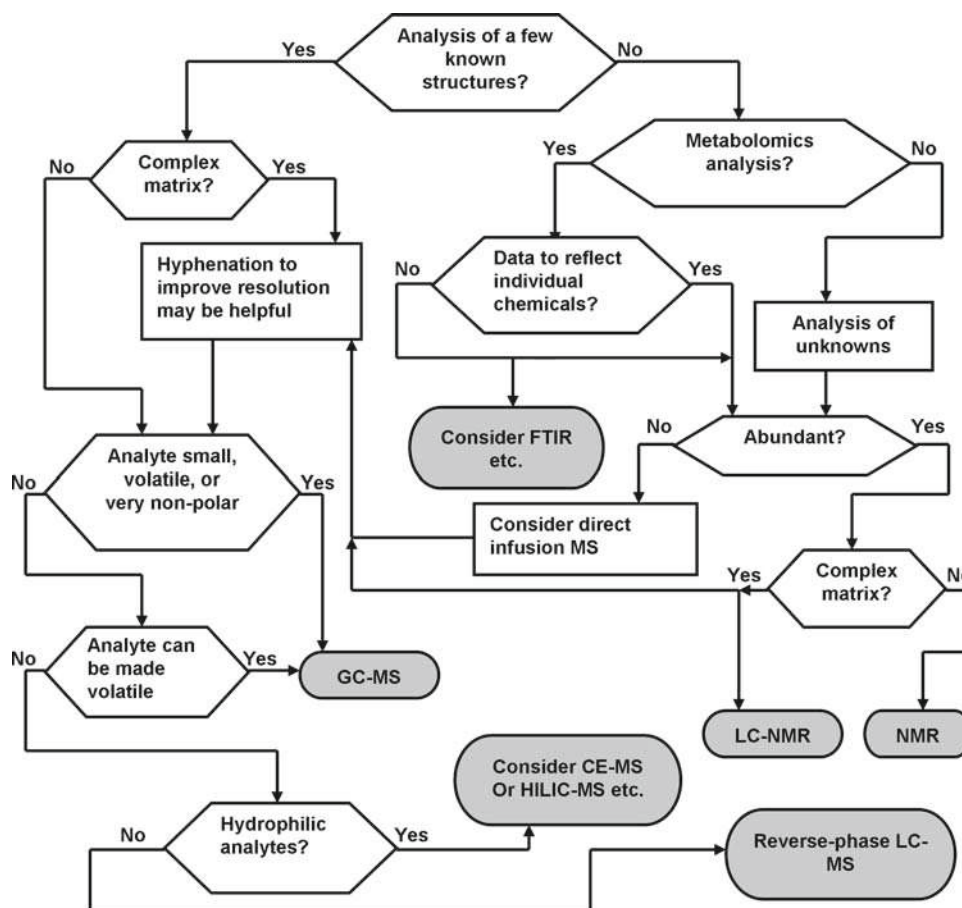 Analysis of a few
known
structures?
Yes
No
Metabolomics
analysis?
Yes
No
Complex
matrix?
No
Yes
Hyphenation to
improve resolution
may be helpful
Data to reflect
individual
chemicals?
No
Yes
Analysis of
unknowns
Consider FTIR
etc.
Abundant?
No
Yes
Analyte small,
volatile, or
very non-polar
No
Yes
Consider direct
infusion MS
Complex
matrix?
Yes
No
Analyte can
be made
volatile
No
Yes
GC-MS
LC-NMR
NMR
Consider CE-MS
Or HILIC-MS etc.
Hydrophilic
analytes?
No
Yes
Reverse-phase LC-
MS